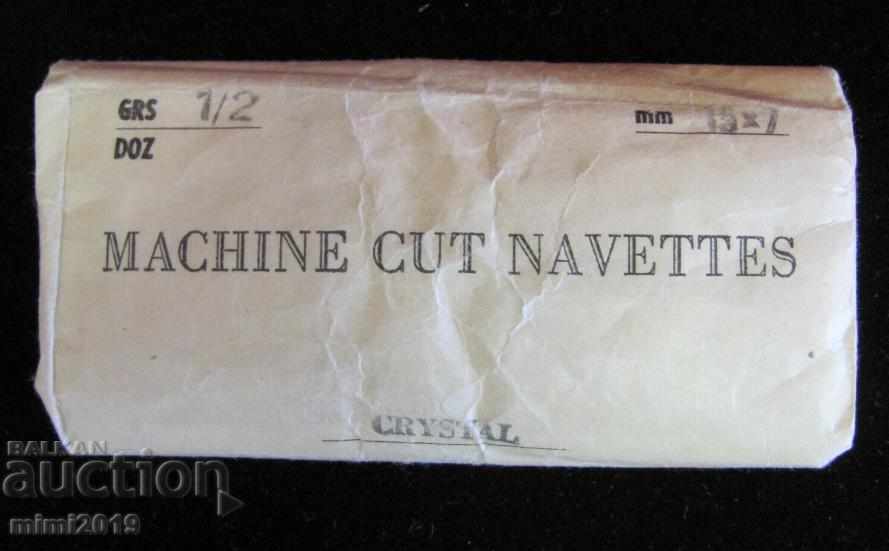 GRS 1/2
mm 15x7
DOZ
MACHINE CUT NAVETTES
CRYSTAL
BALKAN
auction
mimi2019